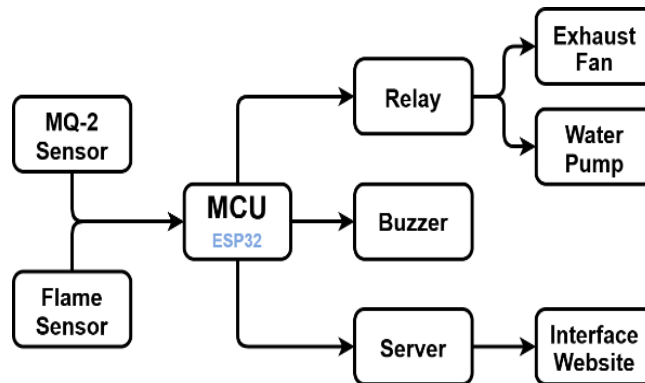 MQ-2
Sensor
Flame
Sensor
MCU
ESP32
Relay
Buzzer
Server
Exhaust
Fan
Water
Pump
Interface
Website